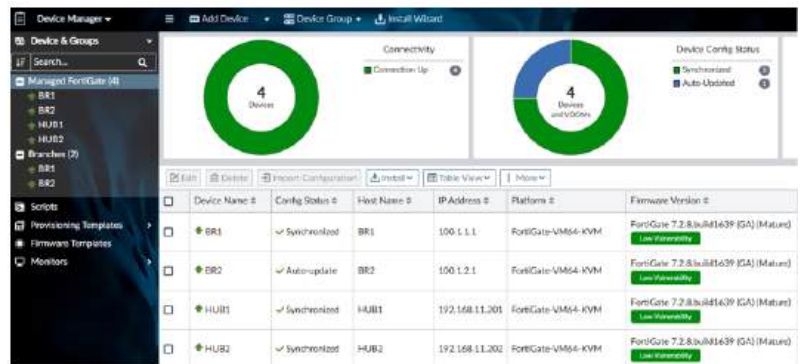 Device Manager
Add Device
Device Group
Install Wizard
Device & Groups
Search...
Managed FortiGate (4)
BR1
BR2
HUB1
HUB2
Branches (2)
BR1
BR2
Scripts
Provisioning Templates
Firmware Templates
Monitors
Connectivity
Connection Up
4
Devices
Device Config Status
Synchronized
Auto-Updated
4
Devices
and VDOMs
Edit Delete Import Configuration Install Table View More
Device Name Config Status Host Name IP Address Platform Firmware Version
BR1 Synchronized BR1 100.1.1.1 FortiGate-VM64-KVM FortiGate 7.2.8,build1639 (GA) (Mature)
Low Vulnerability
BR2 Auto-update BR2 100.1.2.1 FortiGate-VM64-KVM FortiGate 7.2.8,build1639 (GA) (Mature)
Low Vulnerability
HUB1 Synchronized HUB1 192.168.11.201 FortiGate-VM64-KVM FortiGate 7.2.8,build1639 (GA) (Mature)
Low Vulnerability
HUB2 Synchronized HUB2 192.168.11.202 FortiGate-VM64-KVM FortiGate 7.2.8,build1639 (GA) (Mature)
Low Vulnerability